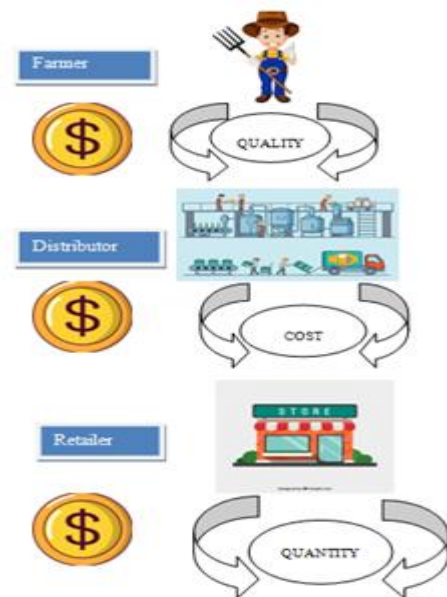 Farmer
$
QUALITY
Distributor
$
COST
STORE
Retailer
$
QUANTITY